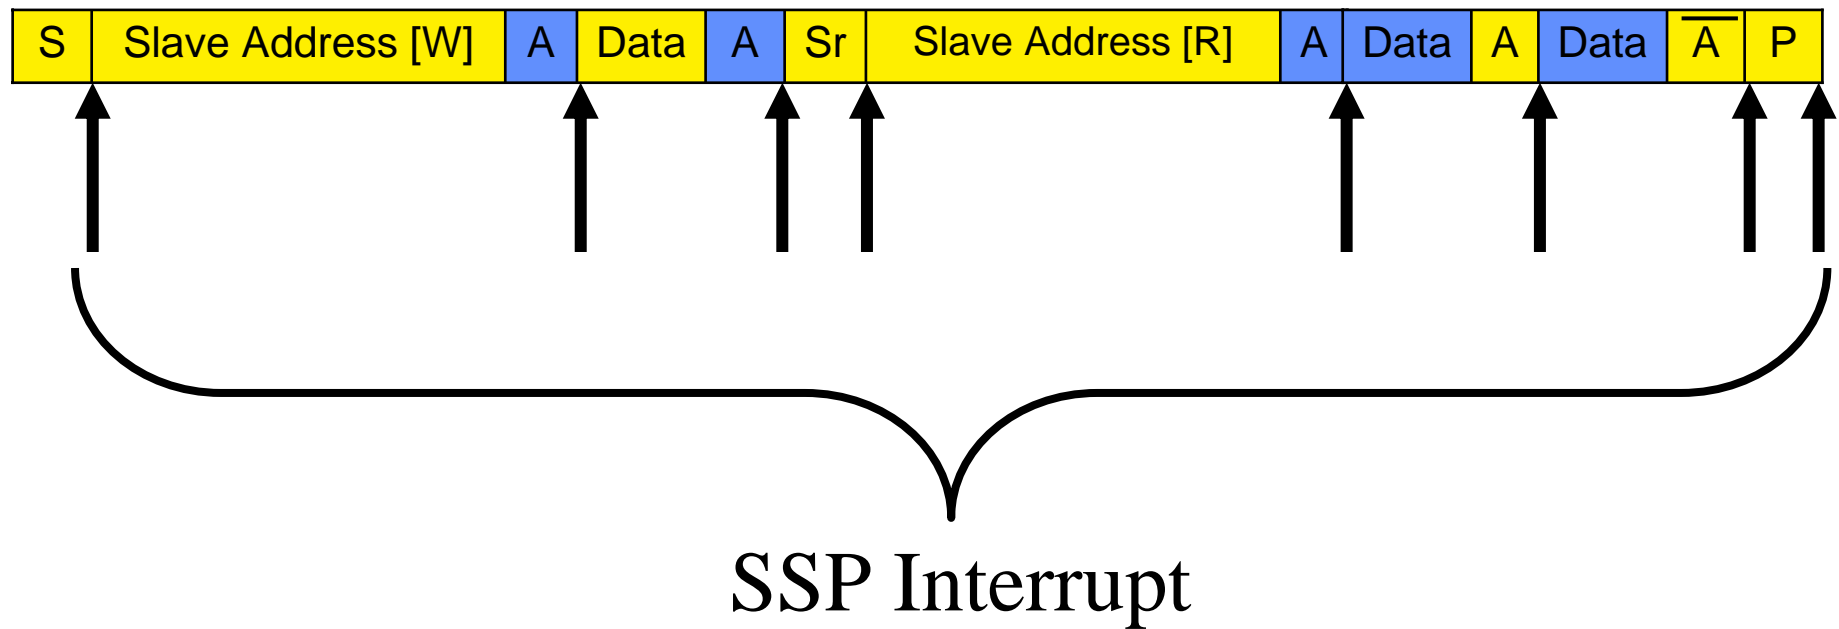 S Slave Address [W] A Data A Sr Slave Address [R] A Data A Data A̅ P
SSP Interrupt